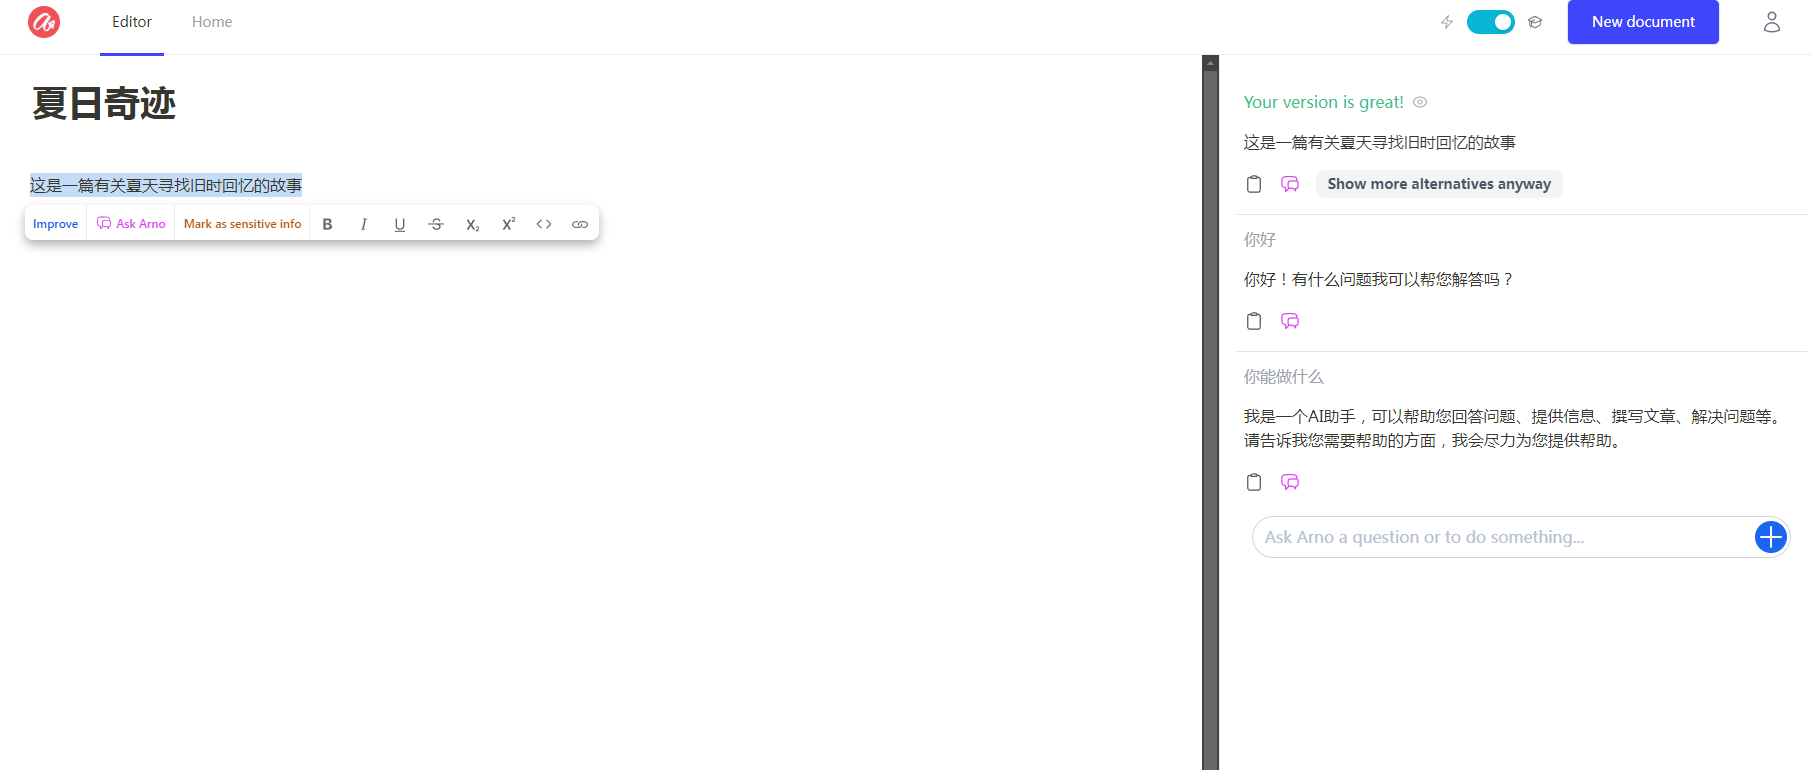 Editor
Home
New document
夏日奇迹
这是一篇有关夏天寻找旧时回忆的故事
Improve
Ask Arno
Mark as sensitive info
B I U S X₂ X² <>
Your version is great!
这是一篇有关夏天寻找旧时回忆的故事
Show more alternatives anyway
你好
你好！有什么问题我可以帮您解答吗？
你能做什么
我是一个AI助手，可以帮助您回答问题、提供信息、撰写文章、解决问题等。
请告诉我您需要帮助的方面，我会尽力为您提供帮助。
Ask Arno a question or to do something...